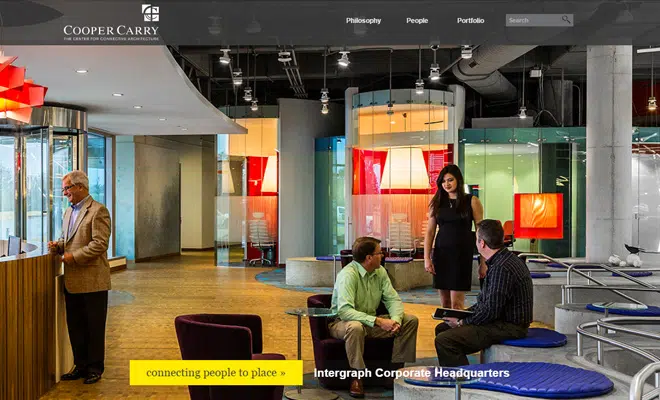 COOPER CARRY
THE CENTER FOR CONNECTIVE ARCHITECTURE
Philosophy People Portfolio Search
connecting people to place »
Intergraph Corporate Headquarters